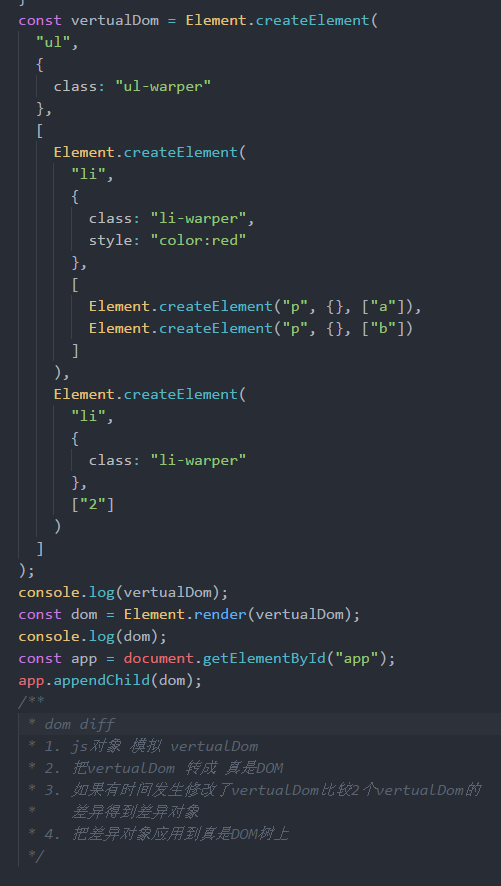 }
const vertualDom = Element.createElement(
  "ul",
  {
    class: "ul-warper"
  },
  [
    Element.createElement(
      "li",
      {
        class: "li-warper",
        style: "color:red"
      },
      [
        Element.createElement("p", {}, ["a"]),
        Element.createElement("p", {}, ["b"])
      ]
    ),
    Element.createElement(
      "li",
      {
        class: "li-warper"
      },
      ["2"]
    )
  ]
);
console.log(vertualDom);
const dom = Element.render(vertualDom);
console.log(dom);
const app = document.getElementById("app");
app.appendChild(dom);
/**
 * dom diff
 * 1. js对象 模拟 vertualDom
 * 2. 把vertualDom 转成 真是DOM
 * 3. 如果有时间发生修改了vertualDom比较2个vertualDom的
 *    差异得到差异对象
 * 4. 把差异对象应用到真是DOM树上
 */